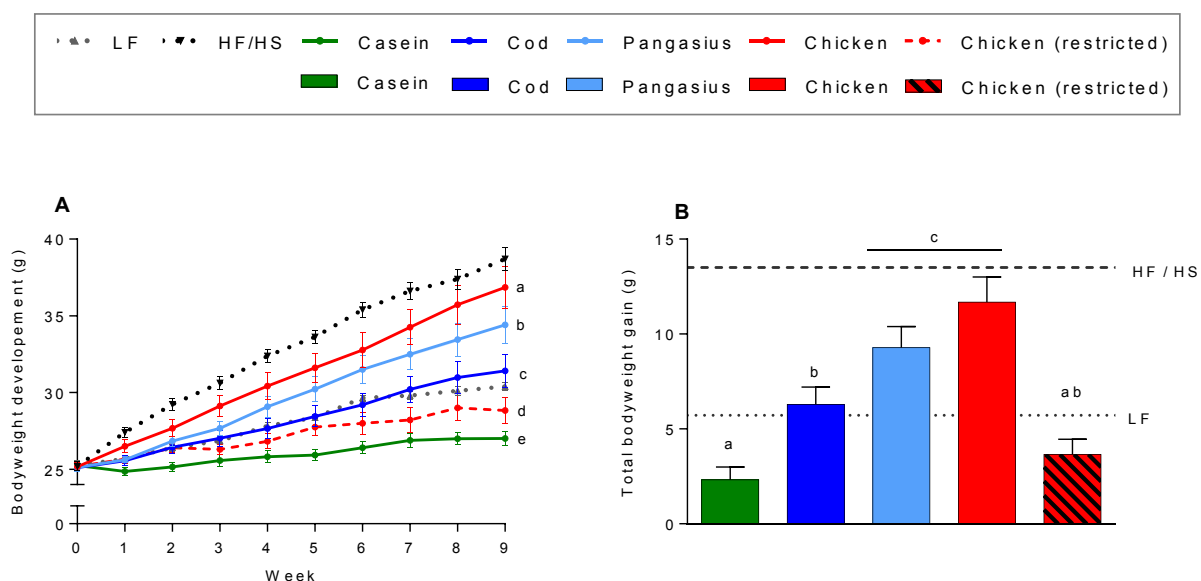 LF HF/HS Casein Cod Pangasius Chicken Chicken (restricted)
Casein Cod Pangasius Chicken Chicken (restricted)
A
Bodyweight developement (g)
40
35
30
25
0
0 1 2 3 4 5 6 7 8 9
Week
a
b
c
d
e
B
Total bodyweight gain (g)
15
10
5
0
c
HF / HS
b
ab
LF
a